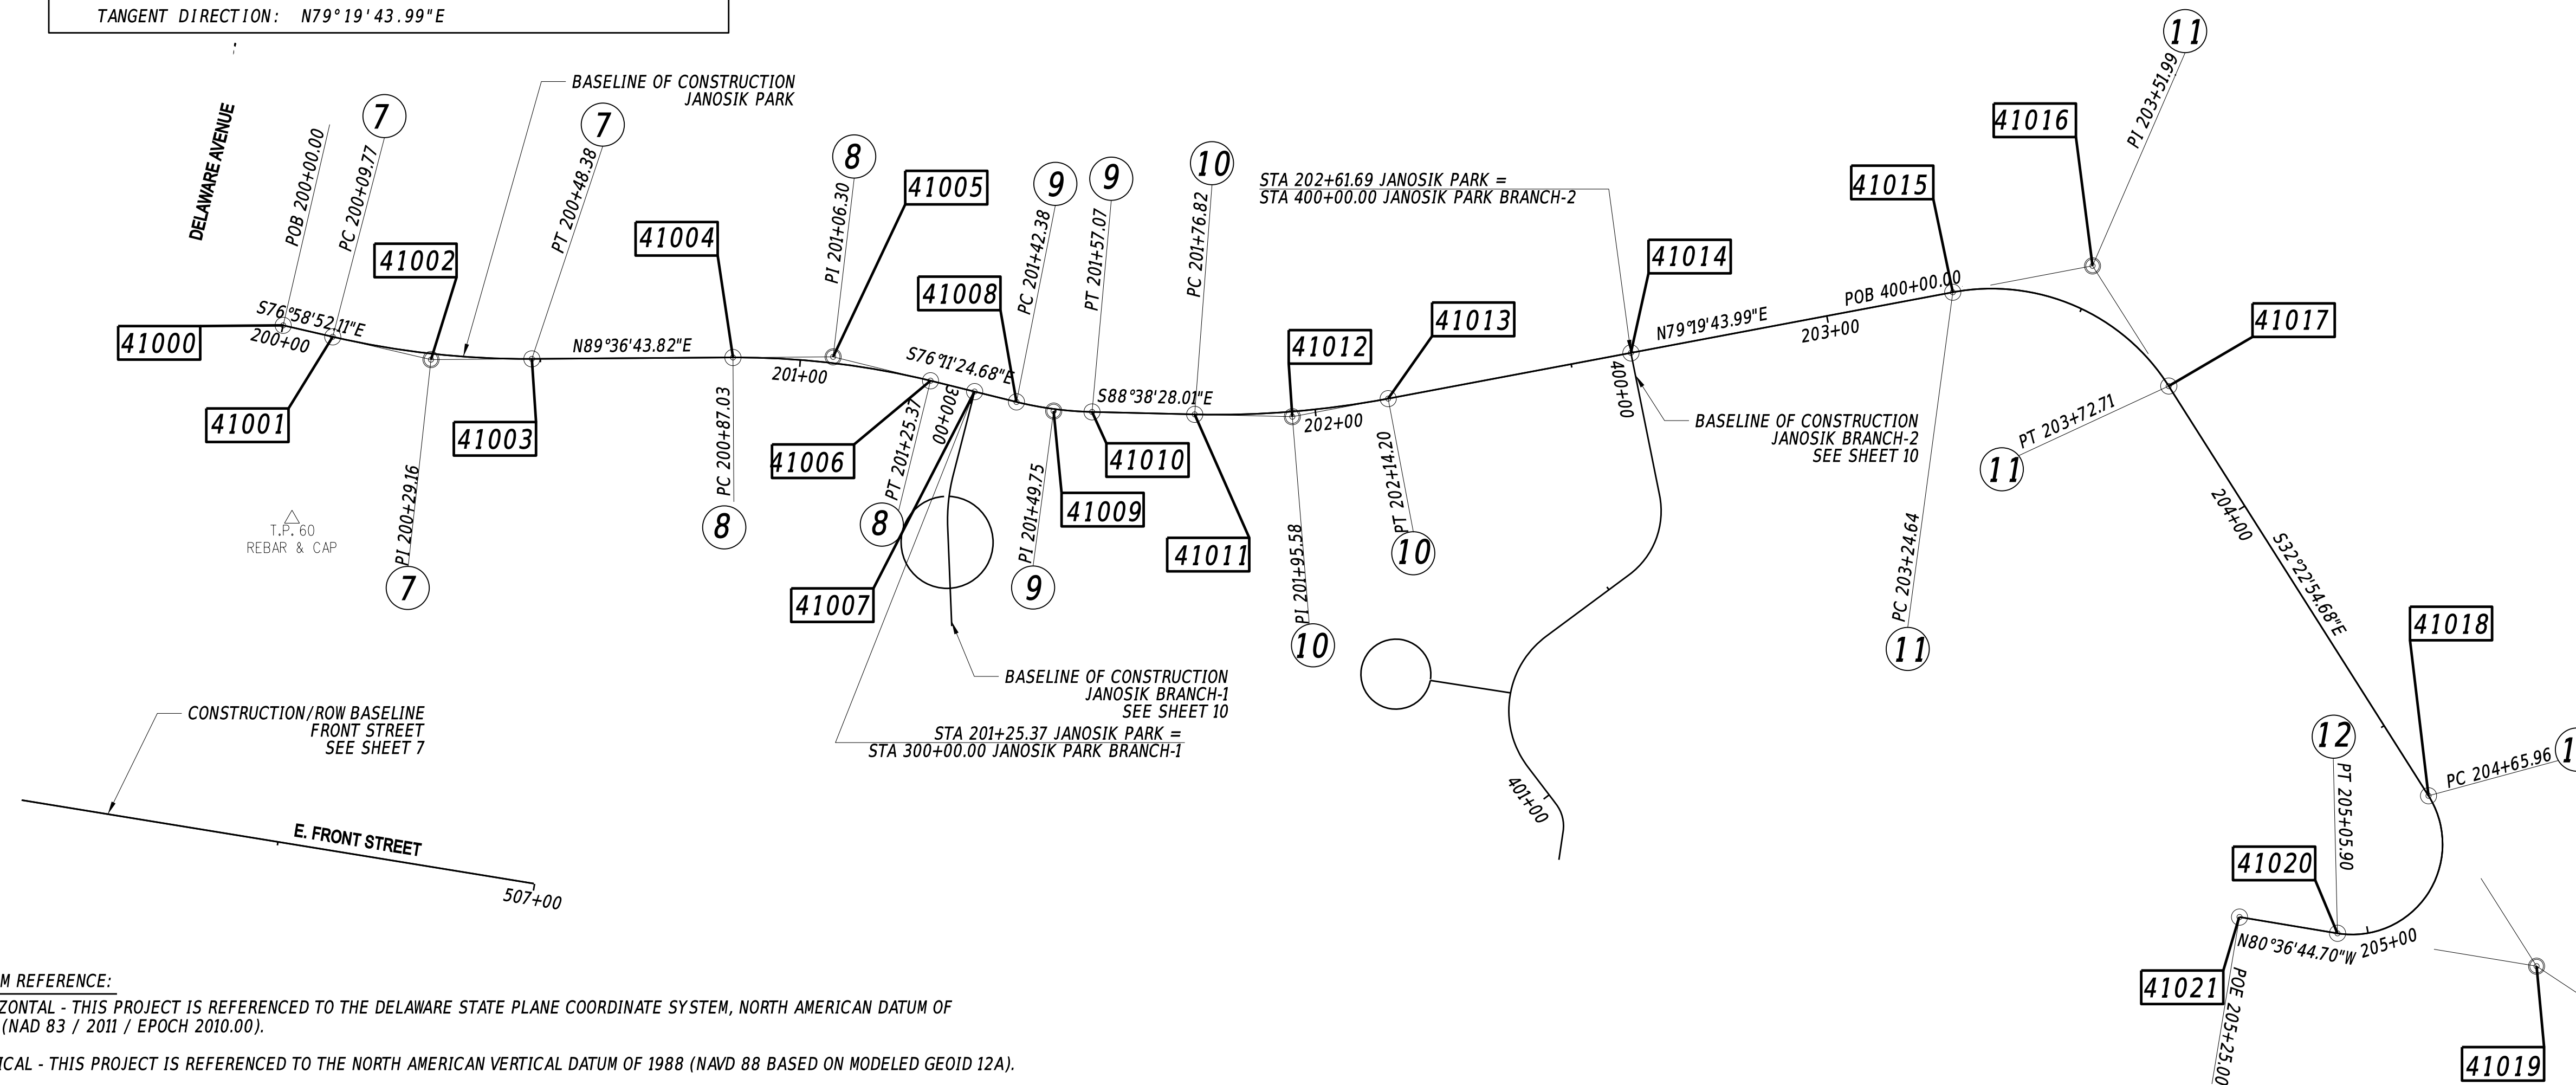 TANGENT DIRECTION: N79°19'43.99"E
DELAWARE AVENUE
BASELINE OF CONSTRUCTION
JANOSIK PARK
POB 200+00.00
7
PC 200+09.77
7
PT 200+48.38
41000
41001
41002
41003
S76°58'52.11"E
200+00
N89°36'43.82"E
PI 200+29.16
7
T.P. 60
REBAR & CAP
41004
PC 200+87.03
8
8
PI 201+06.30
41005
201+00
S76°11'24.68"E
41006
PT 201+25.37
8
300+00
41007
41008
9
PC 201+42.38
9
PT 201+57.07
PI 201+49.75
9
41009
41010
S88°38'28.01"E
10
PC 201+76.82
41011
41012
202+00
PI 201+95.58
10
41013
PT 202+14.20
10
STA 202+61.69 JANOSIK PARK =
STA 400+00.00 JANOSIK PARK BRANCH-2
41014
400+00
N79°19'43.99"E
203+00
POB 400+00.00
BASELINE OF CONSTRUCTION
JANOSIK BRANCH-2
SEE SHEET 10
41015
PC 203+24.64
11
41016
11
PI 203+51.99
41017
PT 203+72.71
11
204+00
S32°22'54.68"E
41018
PC 204+65.96
12
PT 205+05.90
41020
N80°36'44.70"W
205+00
41021
POE 205+25.00
41019
BASELINE OF CONSTRUCTION
JANOSIK BRANCH-1
SEE SHEET 10
STA 201+25.37 JANOSIK PARK =
STA 300+00.00 JANOSIK PARK BRANCH-1
401+00
CONSTRUCTION/ROW BASELINE
FRONT STREET
SEE SHEET 7
E. FRONT STREET
507+00
M REFERENCE:
ZONTAL - THIS PROJECT IS REFERENCED TO THE DELAWARE STATE PLANE COORDINATE SYSTEM, NORTH AMERICAN DATUM OF
(NAD 83 / 2011 / EPOCH 2010.00).
ICAL - THIS PROJECT IS REFERENCED TO THE NORTH AMERICAN VERTICAL DATUM OF 1988 (NAVD 88 BASED ON MODELED GEOID 12A).